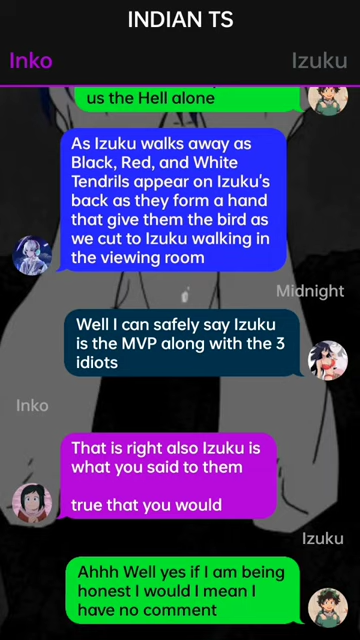 INDIAN TS
Inko
Izuku
us the Hell alone
As Izuku walks away as
Black, Red, and White
Tendrils appear on Izuku's
back as they form a hand
that give them the bird as
we cut to Izuku walking in
the viewing room
Midnight
Well I can safely say Izuku
is the MVP along with the 3
idiots
Inko
That is right also Izuku is
what you said to them
true that you would
Izuku
Ahhh Well yes if I am being
honest I would I mean I
have no comment